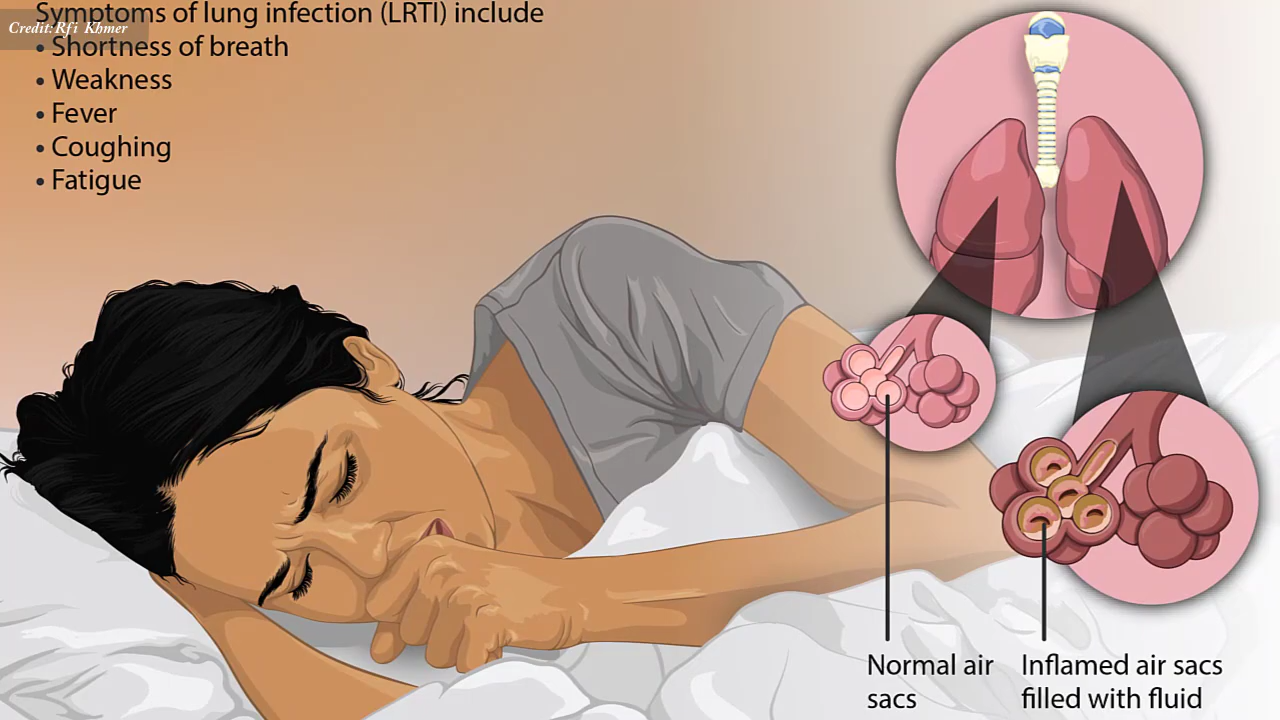 Symptoms of lung infection (LRTI) include
Credit:Rfi Khmer
• Shortness of breath
• Weakness
• Fever
• Coughing
• Fatigue
Normal air
sacs
Inflamed air sacs
filled with fluid